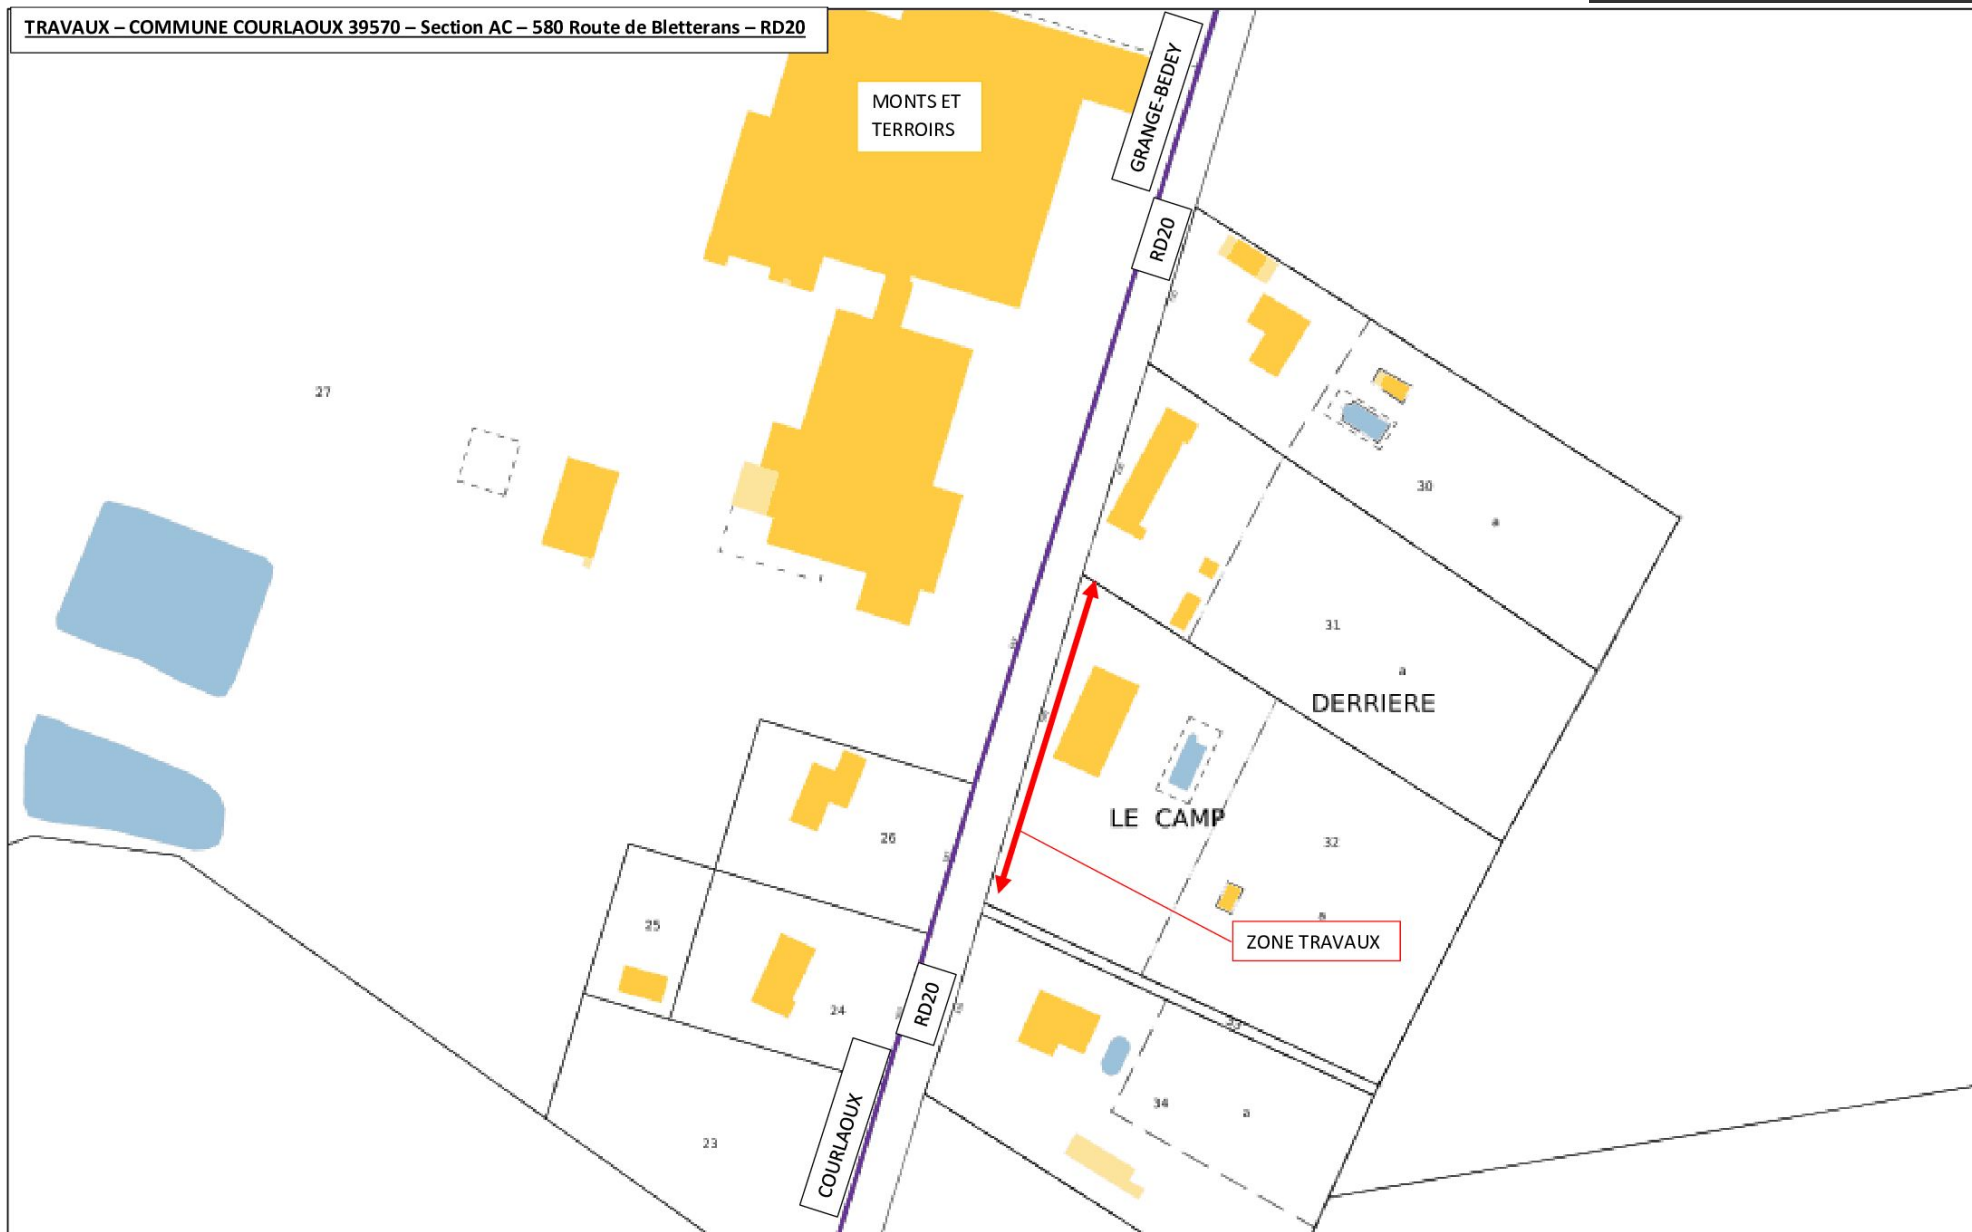 TRAVAUX – COMMUNE COURLAOUX 39570 – Section AC – 580 Route de Bletterans – RD20
MONTS ET
TERROIRS
GRANGE-BEDEY
RD20
27
30
a
31
a
DERRIERE
LE CAMP
32
a
26
25
ZONE TRAVAUX
24
RD20
33
34
a
COURLAOUX
23